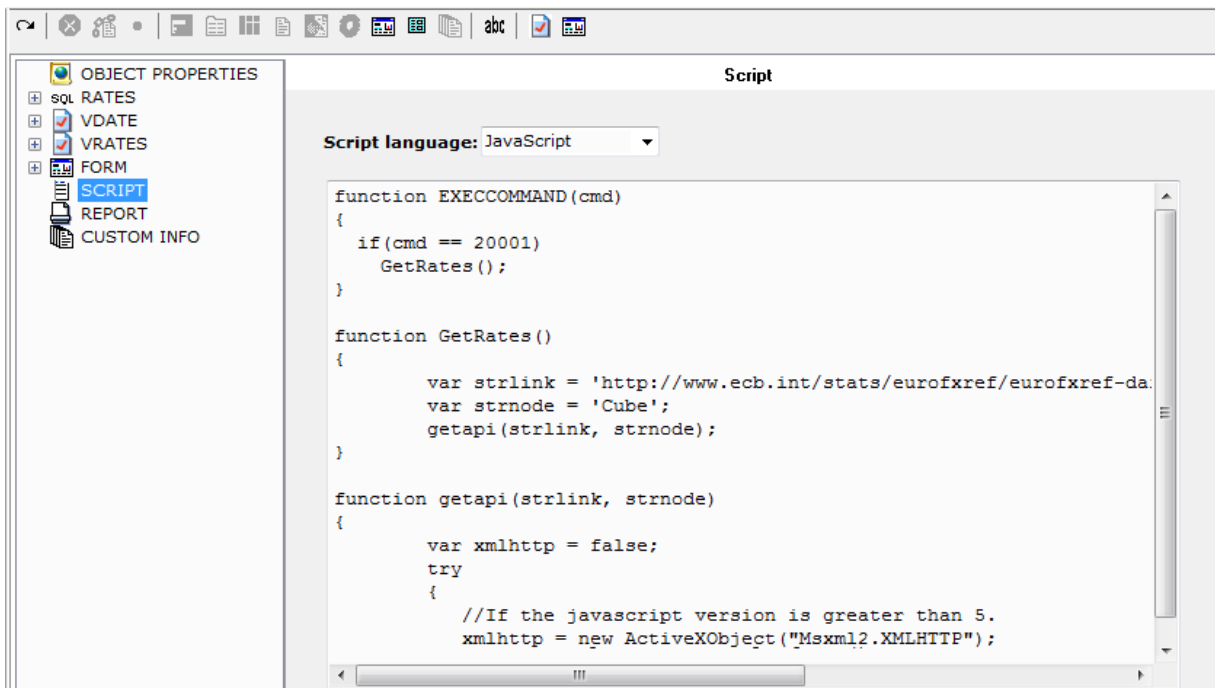 abc
OBJECT PROPERTIES
SQL RATES
VDATE
VRATES
FORM
SCRIPT
REPORT
CUSTOM INFO
Script
Script language: JavaScript
function EXECCOMMAND(cmd)
{
if(cmd == 20001)
GetRates();
}
function GetRates()
{
var strlink = 'http://www.ecb.int/stats/eurofxref/eurofxref-da
var strnode = 'Cube';
getapi(strlink, strnode);
}
function getapi(strlink, strnode)
{
var xmlhttp = false;
try
{
//If the javascript version is greater than 5.
xmlhttp = new ActiveXObject("Msxml2.XMLHTTP");